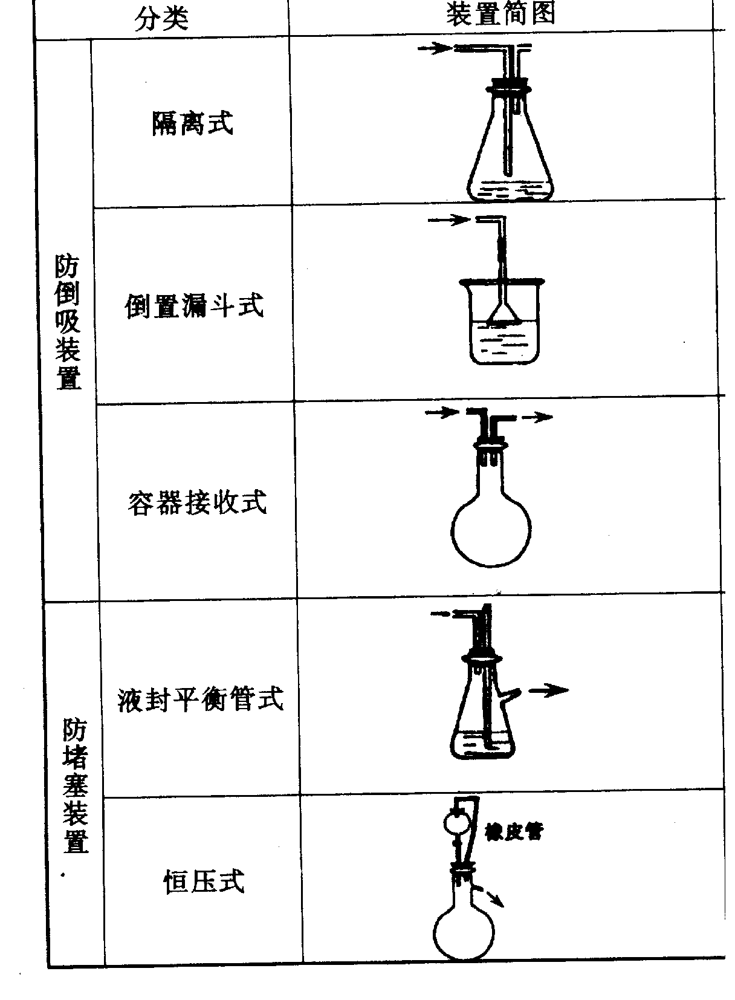 分类
装置简图
防倒吸装置
隔离式
倒置漏斗式
容器接收式
防堵塞装置
液封平衡管式
恒压式
橡皮管